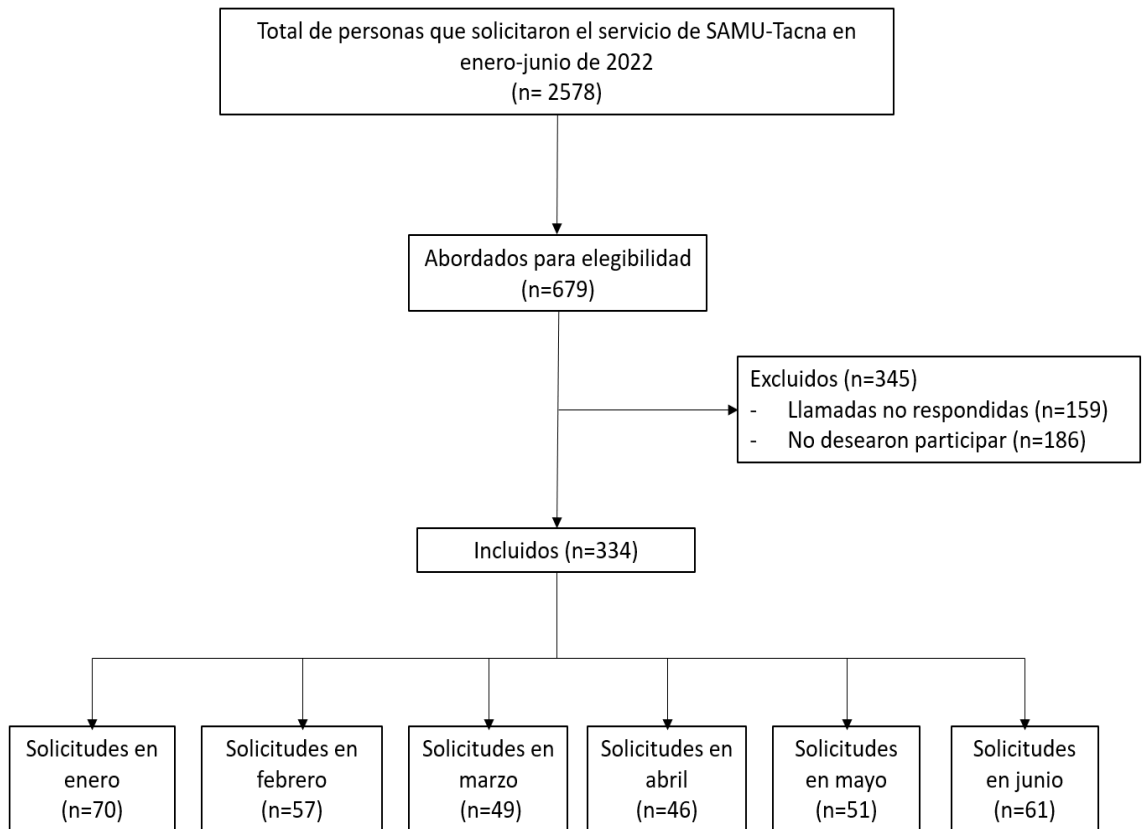 Total de personas que solicitaron el servicio de SAMU-Tacna en
enero-junio de 2022
(n= 2578)
Abordados para elegibilidad
(n=679)
Excluidos (n=345)
- Llamadas no respondidas (n=159)
- No desearon participar (n=186)
Incluidos (n=334)
Solicitudes en
enero
(n=70)
Solicitudes en
febrero
(n=57)
Solicitudes en
marzo
(n=49)
Solicitudes en
abril
(n=46)
Solicitudes
en mayo
(n=51)
Solicitudes
en junio
(n=61)